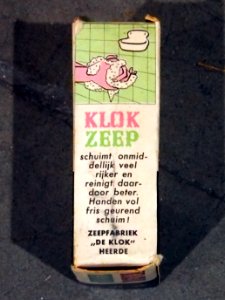 KLOK
ZEEP
schuimt onmid-
dellijk veel
rijker en
reinigt daar-
door beter.
Handen vol
fris geurend
schuim!
ZEEPFABRIEK
„DE KLOK"
HEERDE